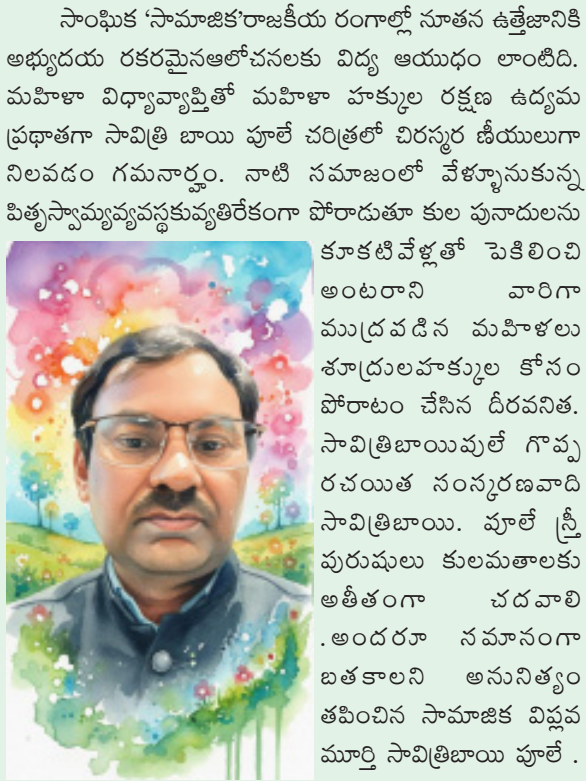 సాంఘిక ‘సామాజిక’రాజకీయ రంగాల్లో నూతన ఉత్తేజానికి
అభ్యుదయ రకరమైనఆలోచనలకు విద్య ఆయుధం లాంటిది.
మహిళా విధ్యావ్యాప్తితో మహిళా హక్కుల రక్షణ ఉద్యమ
ప్రథాతగా సావిత్రి బాయి పూలే చరిత్రలో చిరస్మర ణీయులుగా
నిలవడం గమనార్హం. నాటి సమాజంలో వేళ్ళూనుకున్న
పితృస్వామ్యవ్యవస్థకువ్యతిరేకంగా పోరాడుతూ కుల పునాదులను
కూకటివేళ్లతో పెకిలించి
అంటరాని వారిగా
ముద్రవడిన మహిళలు
శూద్రులహక్కుల కోసం
పోరాటం చేసిన దీరవనిత.
సావిత్రిబాయివులే గొప్ప
రచయిత సంస్కరణవాది
సావిత్రిబాయి. పూలే స్త్రీ
పురుషులు కులమతాలకు
అతీతంగా చదవాలి
.అందరూ సమానంగా
బతకాలని అనునిత్యం
తపించిన సామాజిక విప్లవ
మూర్తి సావిత్రిబాయి పూలే .